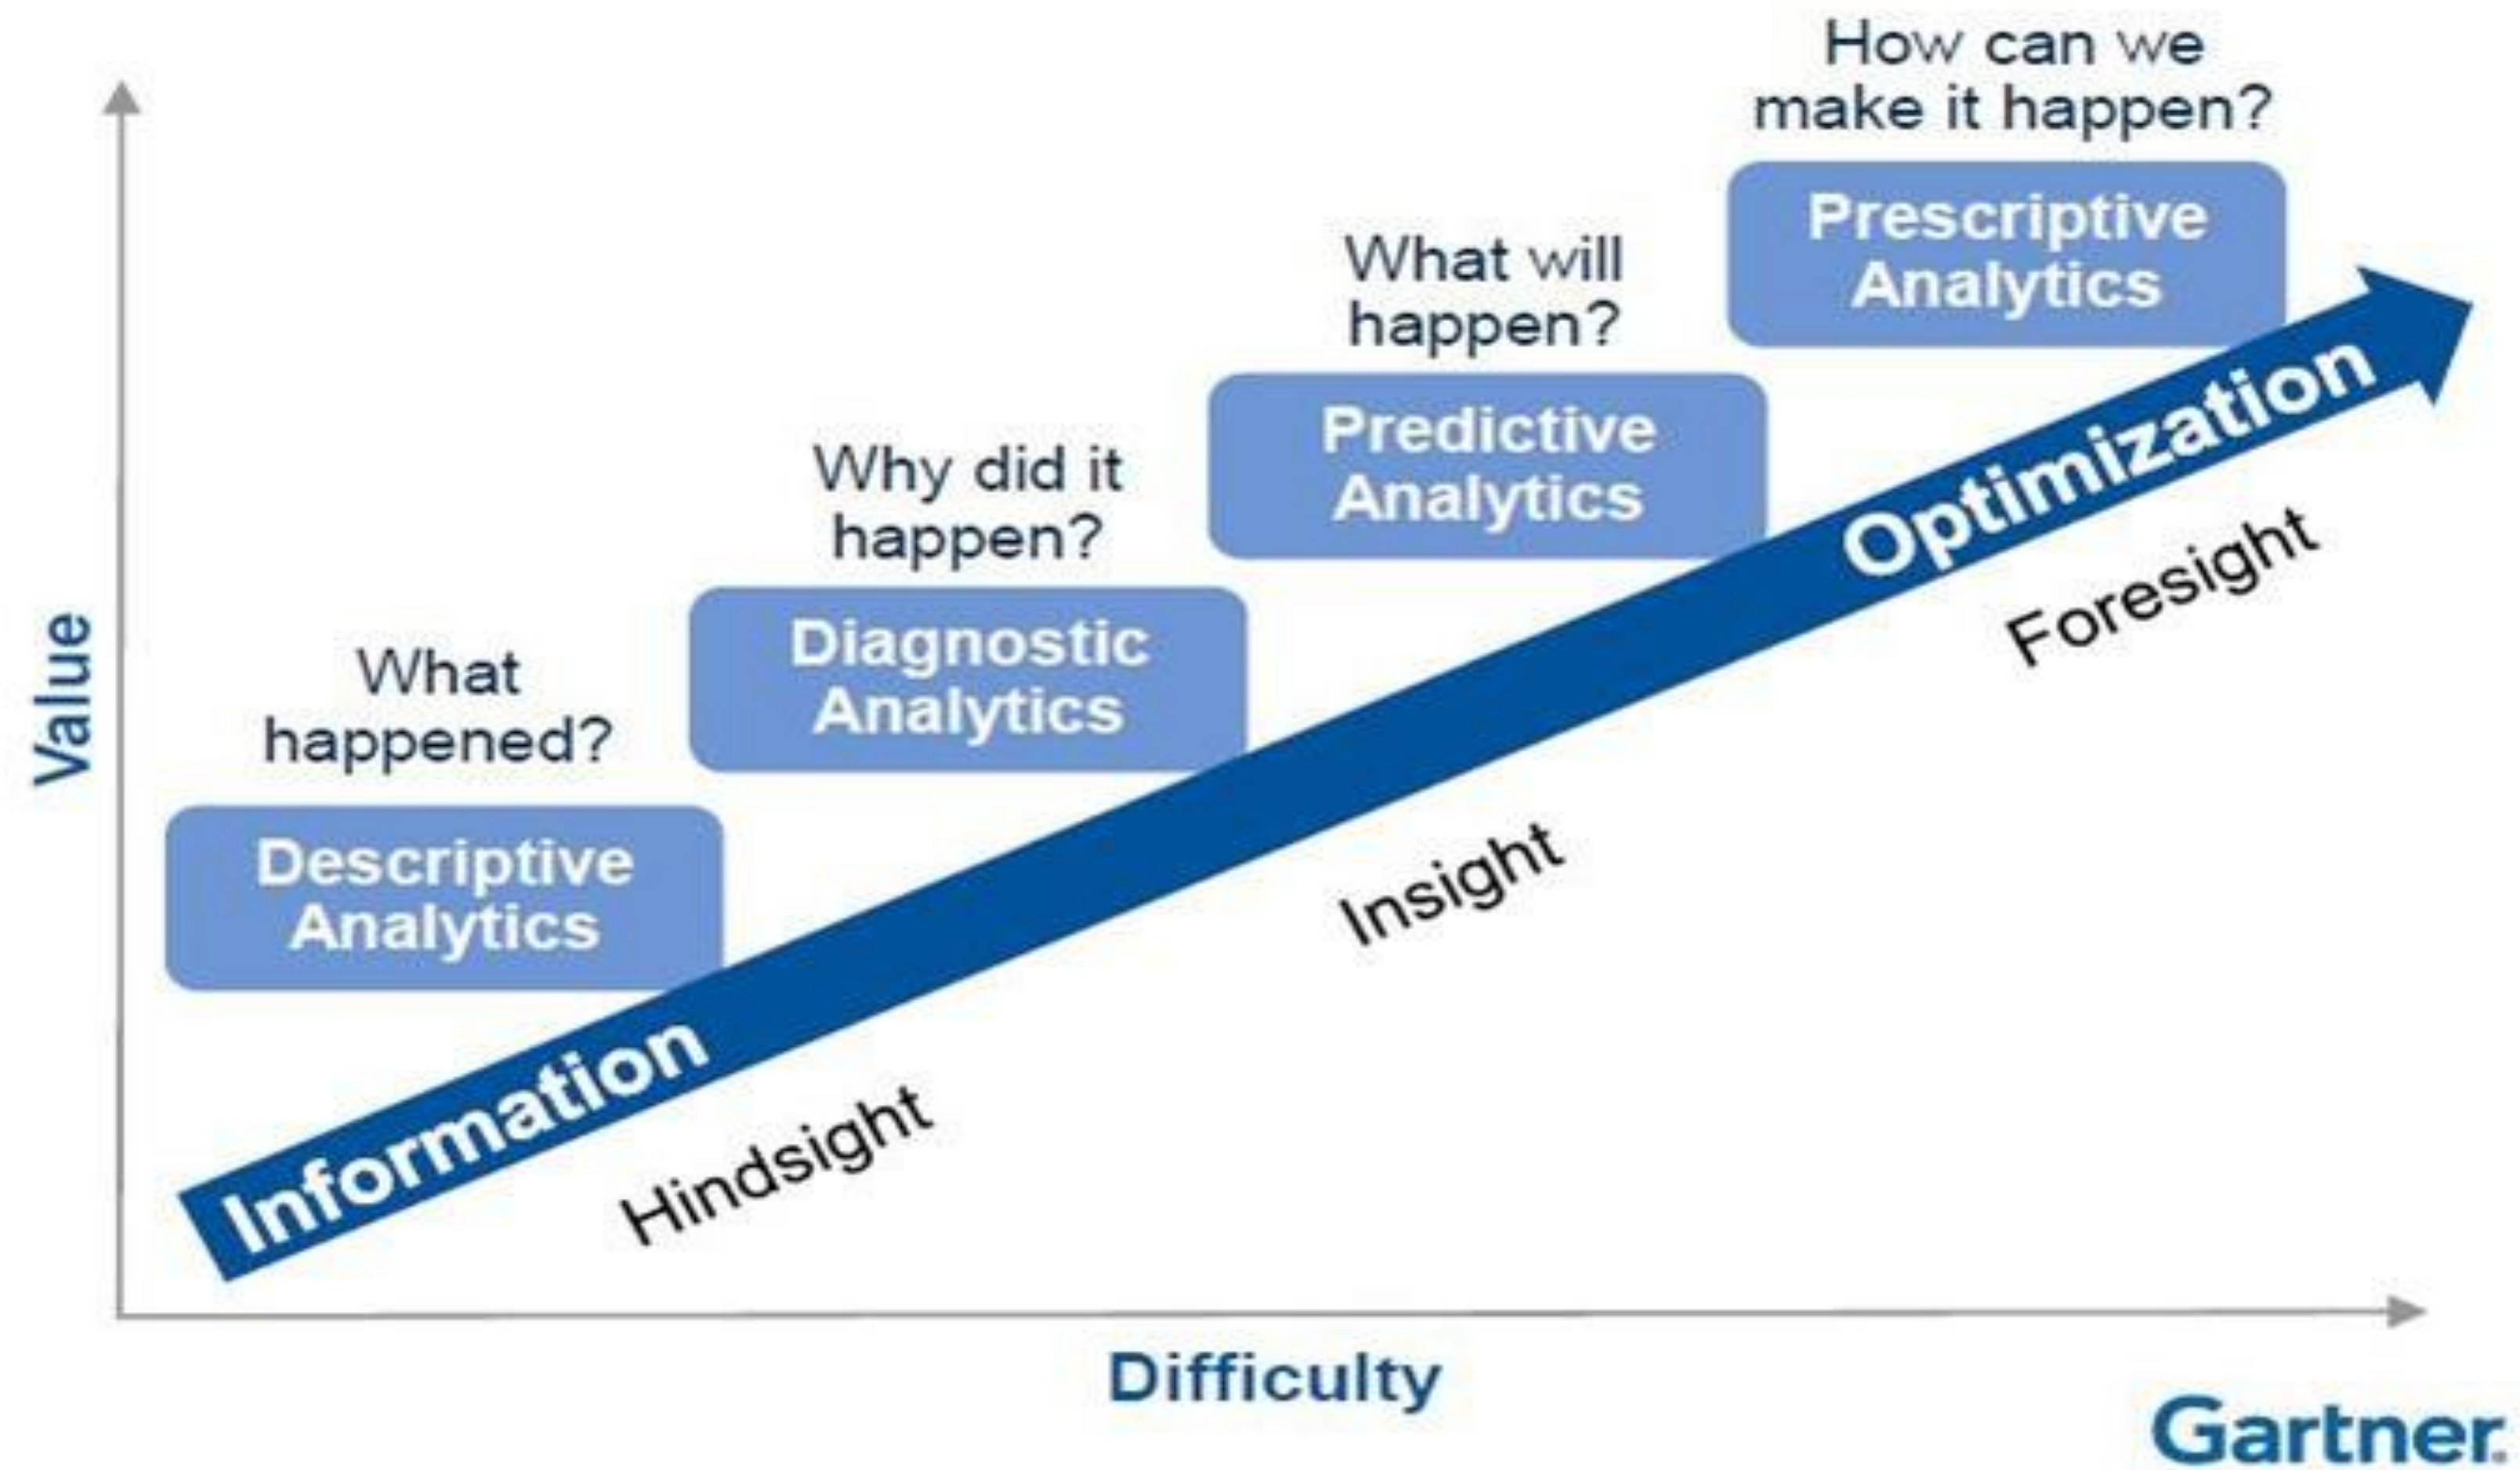 How can we
make it happen?
Prescriptive
Analytics
What will
happen?
Predictive
Analytics
Optimization
Foresight
Why did it
happen?
Diagnostic
Analytics
Insight
What
happened?
Descriptive
Analytics
Information
Hindsight
Value
Difficulty
Gartner